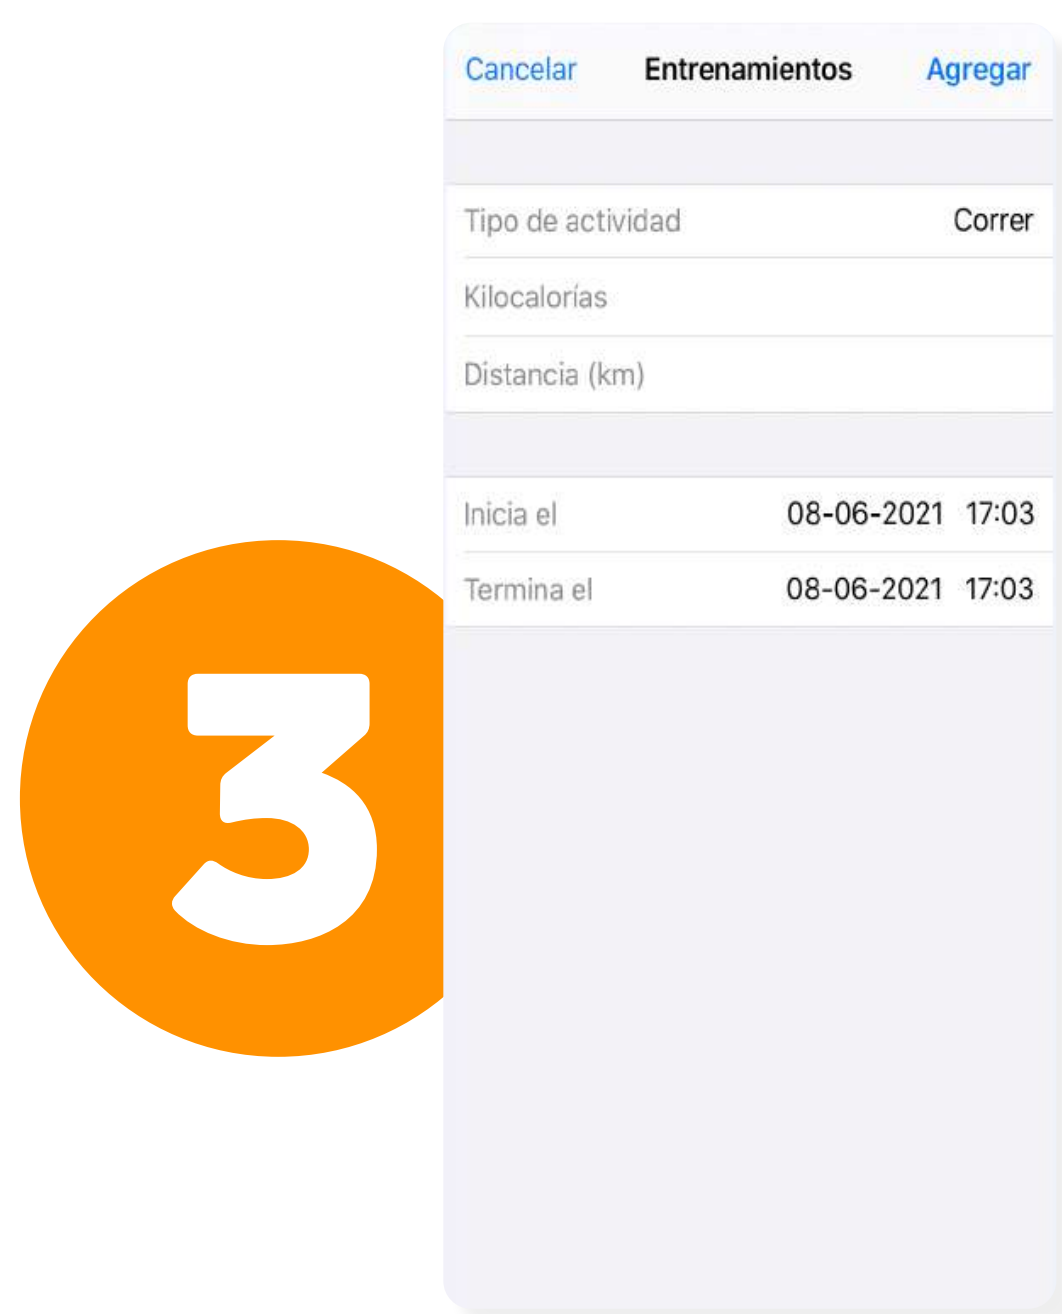 Cancelar Entrenamientos Agregar
Tipo de actividad Correr
Kilocalorías
Distancia (km)
Inicia el 08-06-2021 17:03
Termina el 08-06-2021 17:03
3